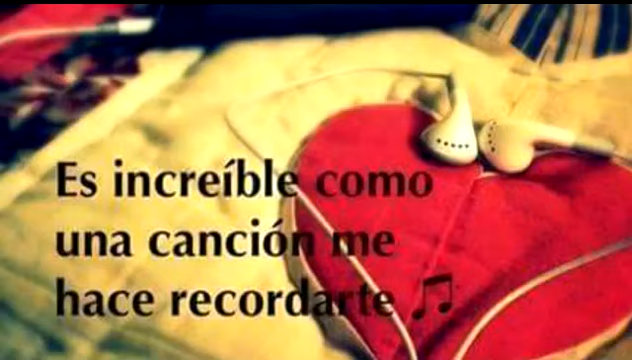 Es increíble como
una canción me
hace recordarte 🎵